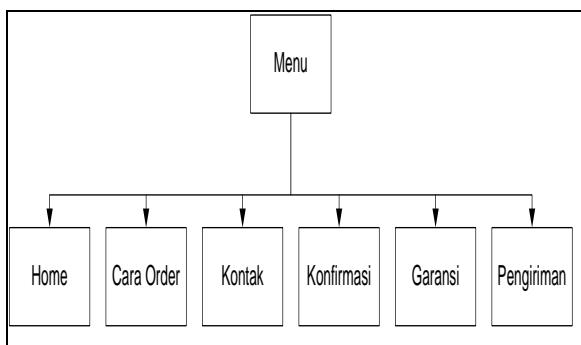 Menu
Home
Cara Order
Kontak
Konfirmasi
Garansi
Pengiriman